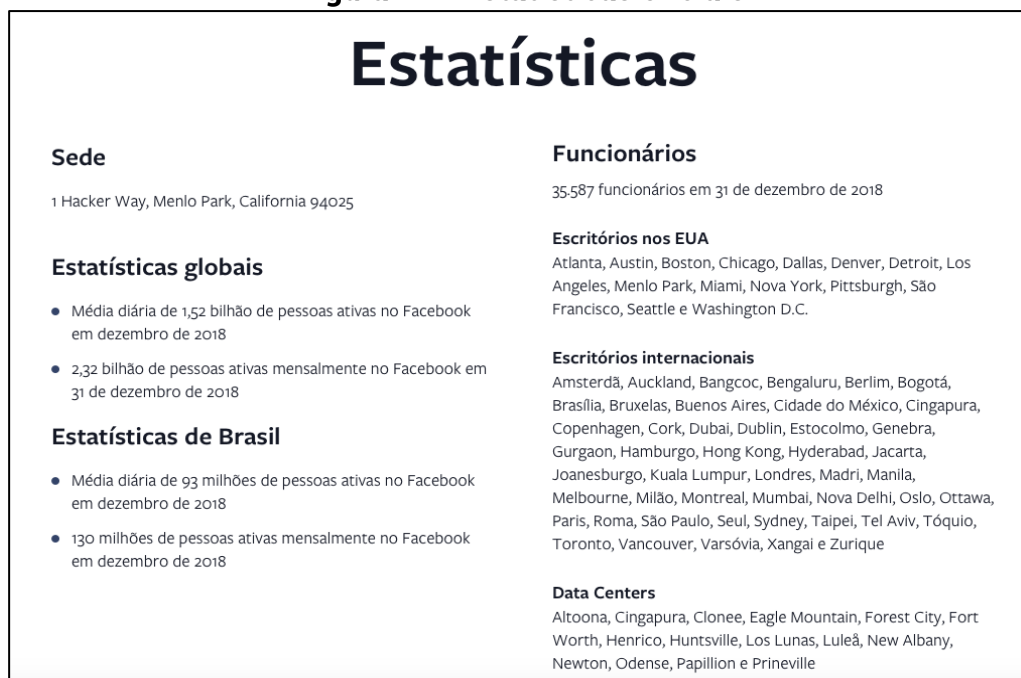 Estatísticas
Sede
1 Hacker Way, Menlo Park, California 94025
Estatísticas globais
Média diária de 1,52 bilhão de pessoas ativas no Facebook
em dezembro de 2018
2,32 bilhão de pessoas ativas mensalmente no Facebook em
31 de dezembro de 2018
Estatísticas de Brasil
Média diária de 93 milhões de pessoas ativas no Facebook
em dezembro de 2018
130 milhões de pessoas ativas mensalmente no Facebook
em dezembro de 2018
Funcionários
35.587 funcionários em 31 de dezembro de 2018
Escritórios nos EUA
Atlanta, Austin, Boston, Chicago, Dallas, Denver, Detroit, Los
Angeles, Menlo Park, Miami, Nova York, Pittsburgh, São
Francisco, Seattle e Washington D.C.
Escritórios internacionais
Amsterdã, Auckland, Bangcoc, Bengaluru, Berlim, Bogotá,
Brasília, Bruxelas, Buenos Aires, Cidade do México, Cingapura,
Copenhagen, Cork, Dubai, Dublin, Estocolmo, Genebra,
Gurgaon, Hamburgo, Hong Kong, Hyderabad, Jacarta,
Joanesburgo, Kuala Lumpur, Londres, Madri, Manila,
Melbourne, Milão, Montreal, Mumbai, Nova Delhi, Oslo, Ottawa,
Paris, Roma, São Paulo, Seul, Sydney, Taipei, Tel Aviv, Tóquio,
Toronto, Vancouver, Varsóvia, Xangai e Zurique
Data Centers
Altoona, Cingapura, Clonee, Eagle Mountain, Forest City, Fort
Worth, Henrico, Huntsville, Los Lunas, Luleå, New Albany,
Newton, Odense, Papillion e Prineville